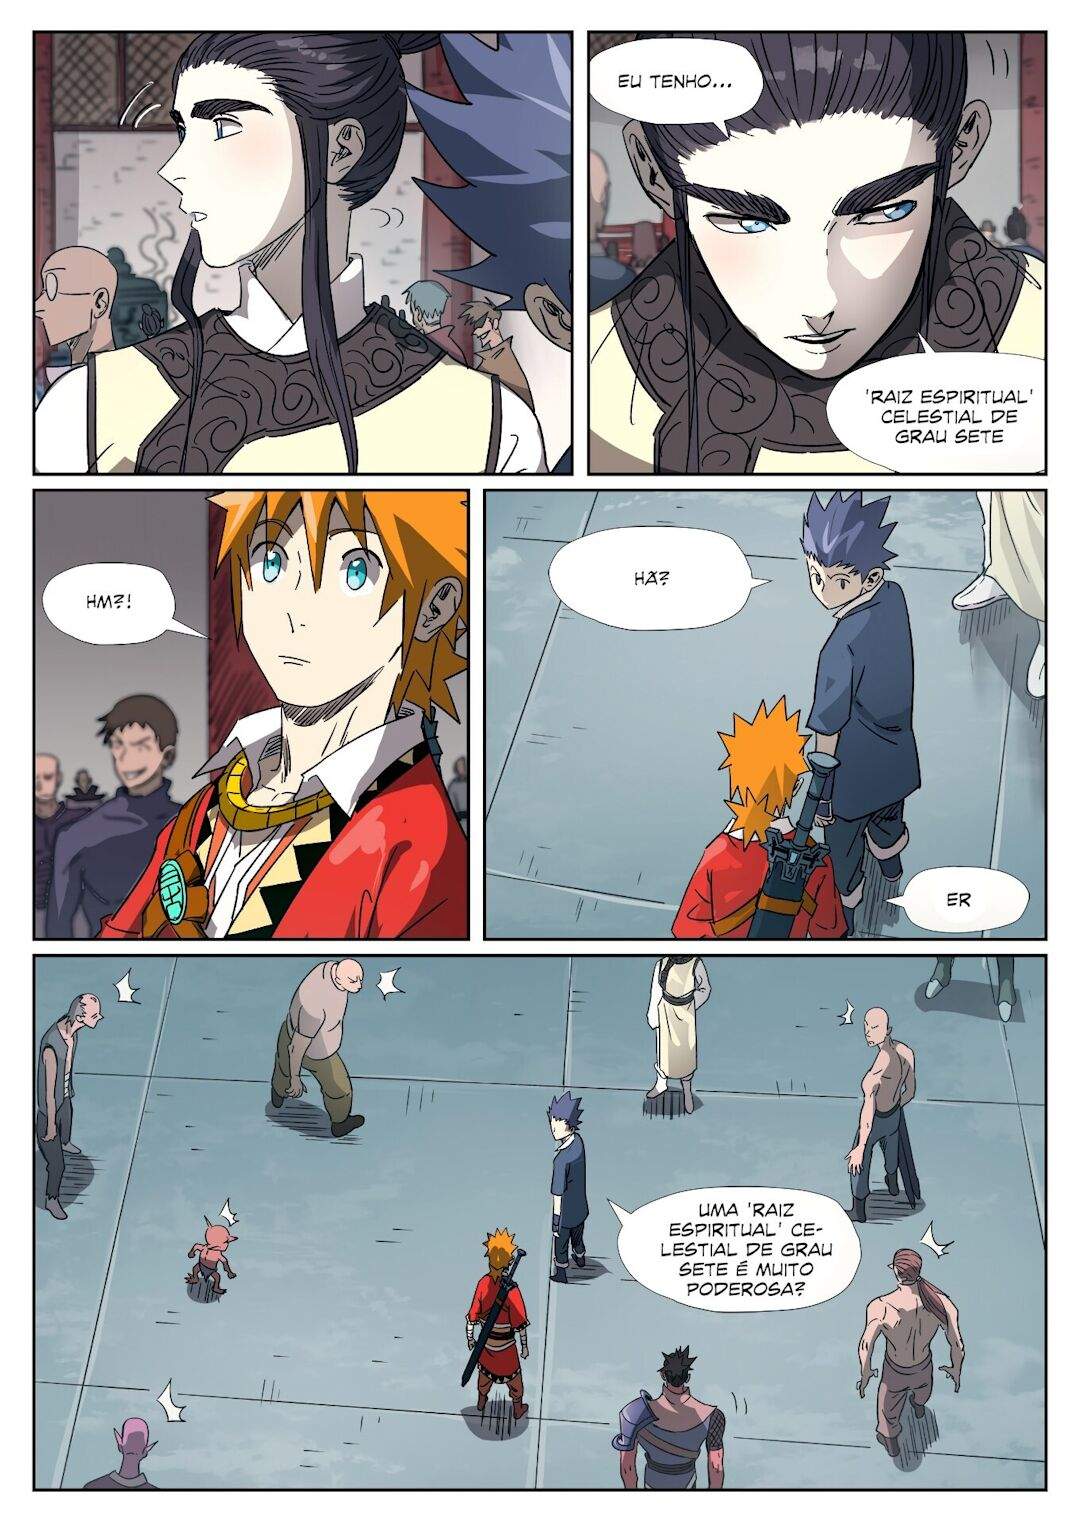 EU TENHO...
'RAIZ ESPIRITUAL'
CELESTIAL DE
GRAU SETE
HM?!
HÃ?
ER
UMA 'RAIZ
ESPIRITUAL' CE-
LESTIAL DE GRAU
SETE É MUITO
PODEROSA?